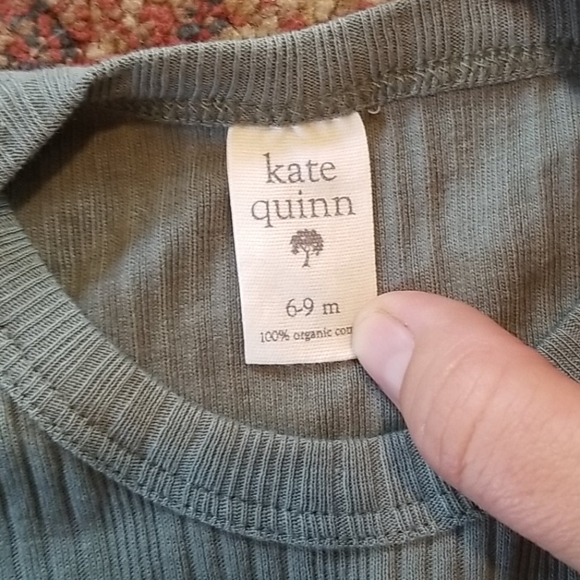 kate
quinn
6-9 m
100% organic